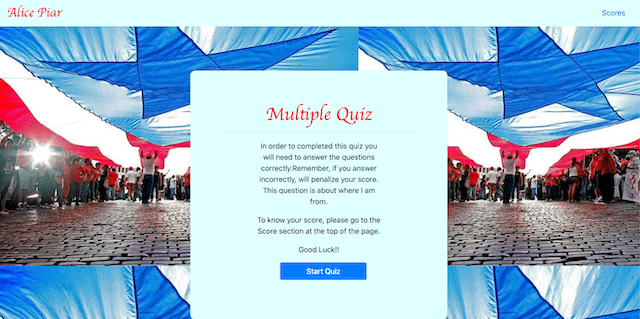 Alice Piar
Scores
Multiple Quiz
In order to completed this quiz you
will need to answer the questions
correctly.Remember, if you answer
incorrectly, will penalize your score.
This question is about where I am
from.
To know your score, please go to the
Score section at the top of the page.
Good Luck!!
Start Quiz